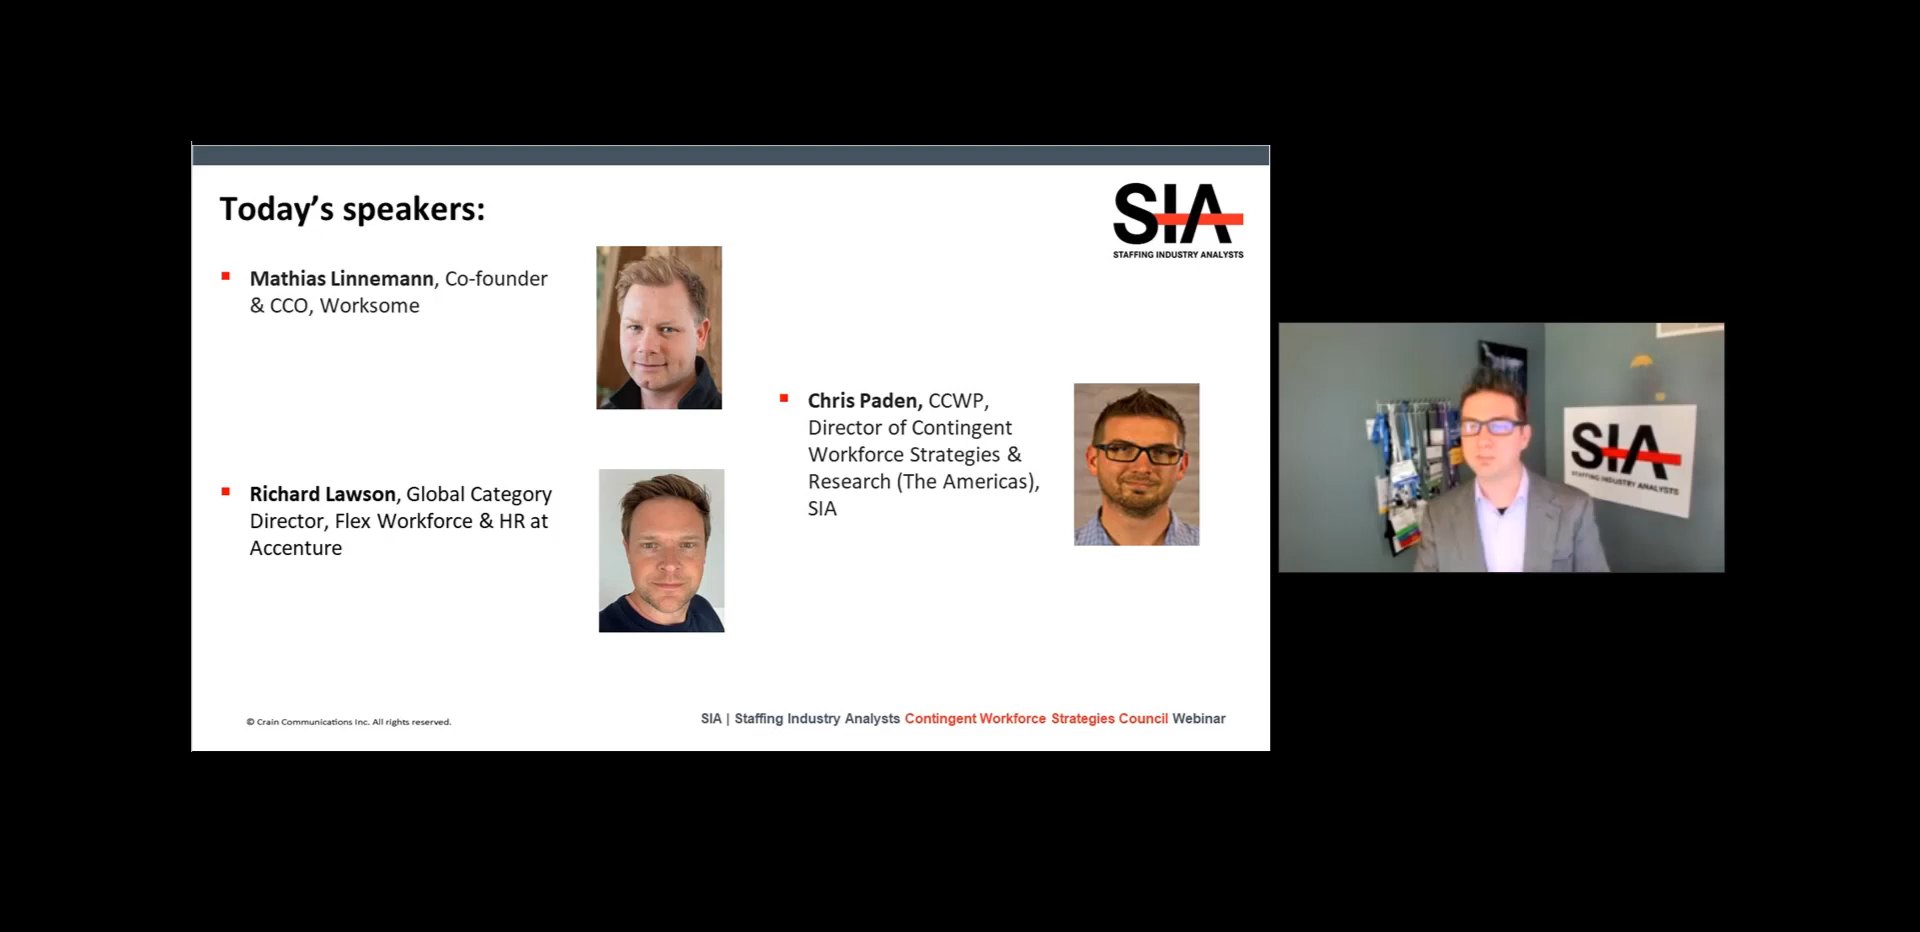 Today's speakers:
SIA
STAFFING INDUSTRY ANALYSTS
Mathias Linnemann, Co-founder
& CCO, Worksome
Richard Lawson, Global Category
Director, Flex Workforce & HR at
Accenture
Chris Paden, CCWP,
Director of Contingent
Workforce Strategies &
Research (The Americas),
SIA
© Crain Communications Inc. All rights reserved.
SIA | Staffing Industry Analysts Contingent Workforce Strategies Council Webinar
SIA
STAFFING INDUSTRY ANALYSTS